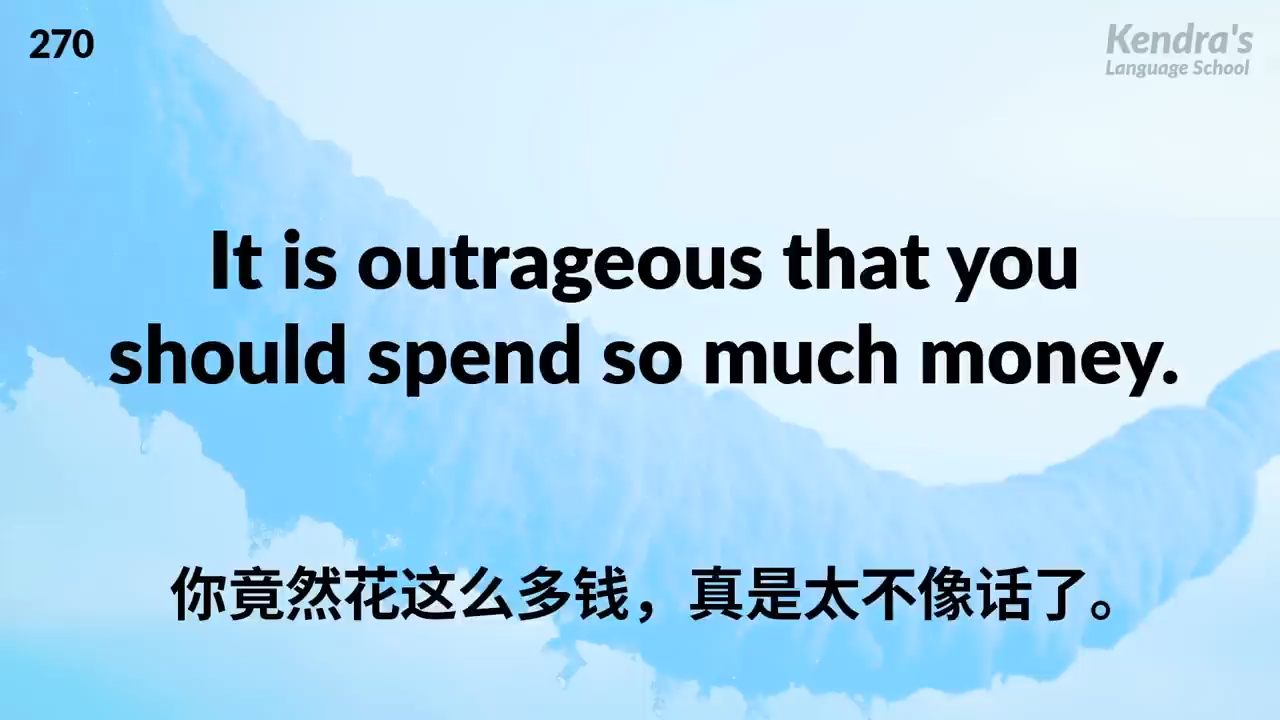 270
Kendra's
Language School
It is outrageous that you
should spend so much money.
你竟然花这么多钱，真是太不像话了。